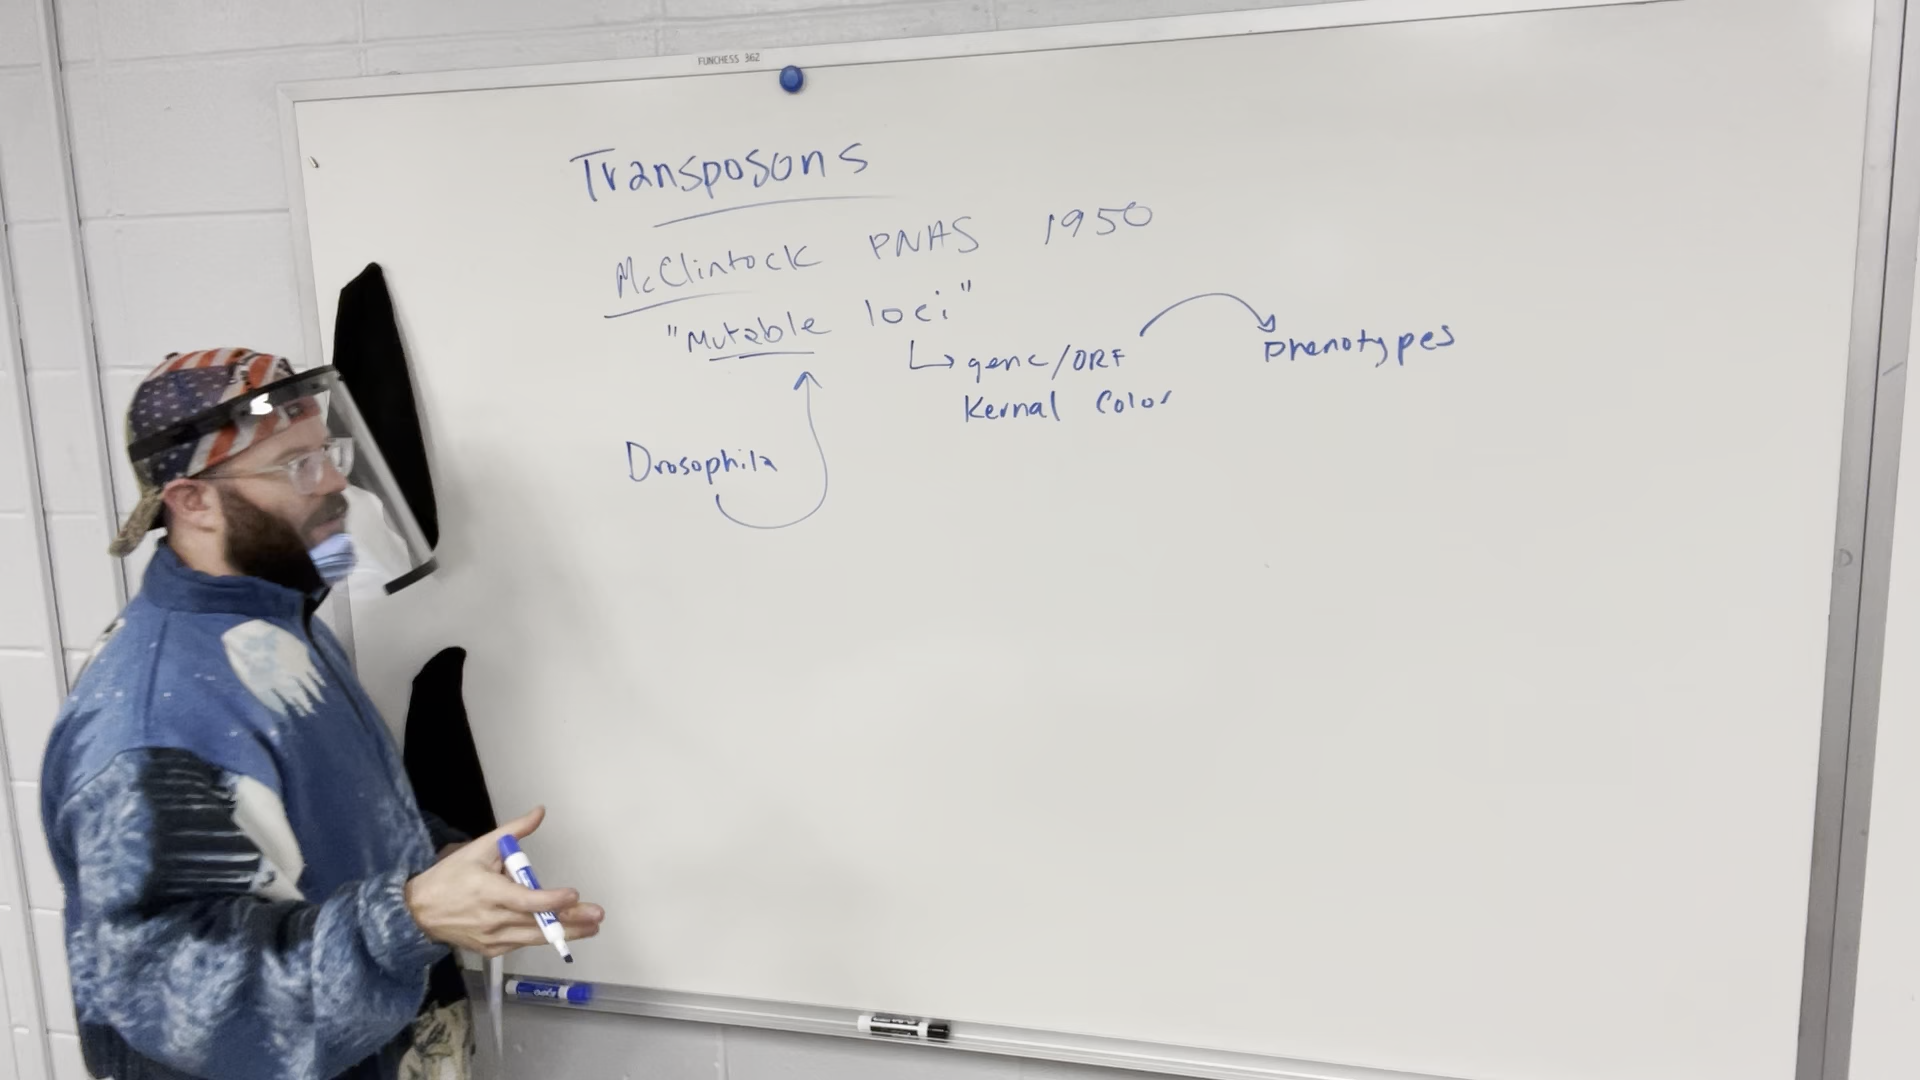 FUNCHESS 362
Transposons
McClintock PNAS 1950
"Mutable loci"
↳ gene/ORF
Phenotypes
Kernal Color
Drosophila